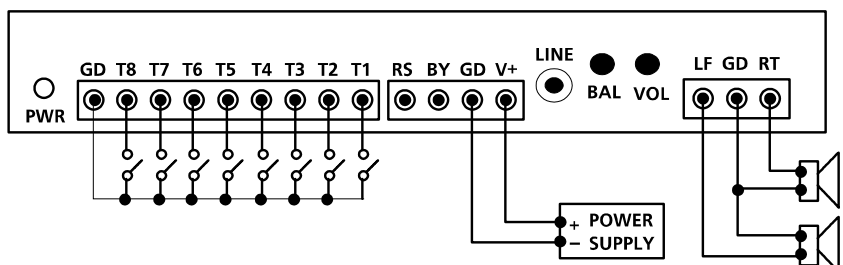 LINE
GD T8 T7 T6 T5 T4 T3 T2 T1 RS BY GD V+ LF GD RT
PWR BAL VOL
+ POWER
− SUPPLY